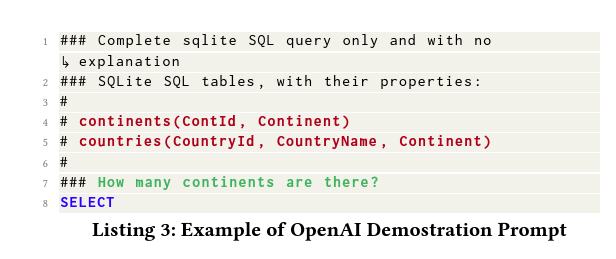 1 ### Complete sqlite SQL query only and with no
↳ explanation
2 ### SQLite SQL tables, with their properties:
3 #
4 # continents(ContId, Continent)
5 # countries(CountryId, CountryName, Continent)
6 #
7 ### How many continents are there?
8 SELECT
Listing 3: Example of OpenAI Demostration Prompt